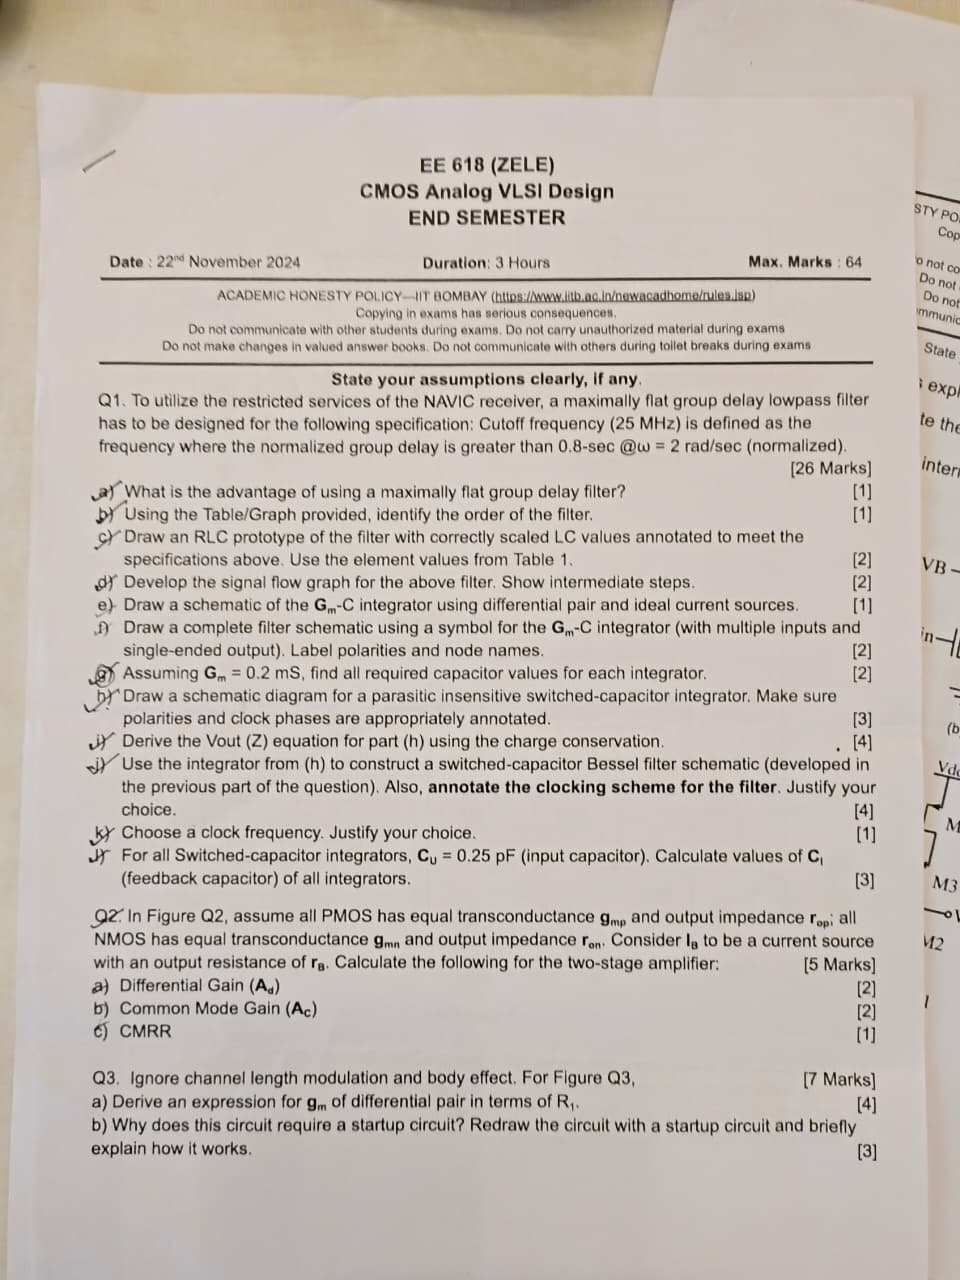 EE 618 (ZELE)
CMOS Analog VLSI Design
END SEMESTER
Date : 22nd November 2024 Duration: 3 Hours Max. Marks : 64
ACADEMIC HONESTY POLICY—IIT BOMBAY (https://www.iitb.ac.in/newacadhome/rules.jsp)
Copying in exams has serious consequences.
Do not communicate with other students during exams. Do not carry unauthorized material during exams
Do not make changes in valued answer books. Do not communicate with others during toilet breaks during exams
State your assumptions clearly, if any.
Q1. To utilize the restricted services of the NAVIC receiver, a maximally flat group delay lowpass filter
has to be designed for the following specification: Cutoff frequency (25 MHz) is defined as the
frequency where the normalized group delay is greater than 0.8-sec @ω = 2 rad/sec (normalized).
[26 Marks]
a) What is the advantage of using a maximally flat group delay filter? [1]
b) Using the Table/Graph provided, identify the order of the filter. [1]
c) Draw an RLC prototype of the filter with correctly scaled LC values annotated to meet the
specifications above. Use the element values from Table 1. [2]
d) Develop the signal flow graph for the above filter. Show intermediate steps. [2]
e) Draw a schematic of the Gm-C integrator using differential pair and ideal current sources. [1]
f) Draw a complete filter schematic using a symbol for the Gm-C integrator (with multiple inputs and
single-ended output). Label polarities and node names. [2]
g) Assuming Gm = 0.2 mS, find all required capacitor values for each integrator. [2]
h) Draw a schematic diagram for a parasitic insensitive switched-capacitor integrator. Make sure
polarities and clock phases are appropriately annotated. [3]
i) Derive the Vout (Z) equation for part (h) using the charge conservation. [4]
j) Use the integrator from (h) to construct a switched-capacitor Bessel filter schematic (developed in
the previous part of the question). Also, annotate the clocking scheme for the filter. Justify your
choice. [4]
k) Choose a clock frequency. Justify your choice. [1]
l) For all Switched-capacitor integrators, CU = 0.25 pF (input capacitor). Calculate values of CI
(feedback capacitor) of all integrators. [3]
Q2. In Figure Q2, assume all PMOS has equal transconductance gmp and output impedance rop; all
NMOS has equal transconductance gmn and output impedance ron. Consider IB to be a current source
with an output resistance of rB. Calculate the following for the two-stage amplifier: [5 Marks]
a) Differential Gain (Ad) [2]
b) Common Mode Gain (AC) [2]
c) CMRR [1]
Q3. Ignore channel length modulation and body effect. For Figure Q3, [7 Marks]
a) Derive an expression for gm of differential pair in terms of R1. [4]
b) Why does this circuit require a startup circuit? Redraw the circuit with a startup circuit and briefly
explain how it works. [3]
STY PO
Cop
o not co
Do not
Do not
mmunic
State
expl
te the
inter
VB
in
(b
Vdd
M
M3
M2